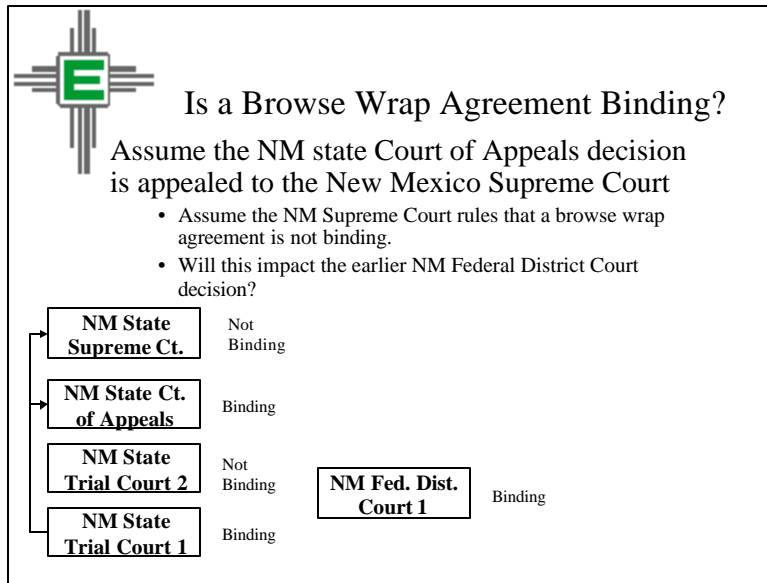 E
Is a Browse Wrap Agreement Binding?
Assume the NM state Court of Appeals decision
is appealed to the New Mexico Supreme Court
• Assume the NM Supreme Court rules that a browse wrap
agreement is not binding.
• Will this impact the earlier NM Federal District Court
decision?
NM State
Supreme Ct.
Not
Binding
NM State Ct.
of Appeals
Binding
NM State
Trial Court 2
Not
Binding
NM Fed. Dist.
Court 1
Binding
NM State
Trial Court 1
Binding